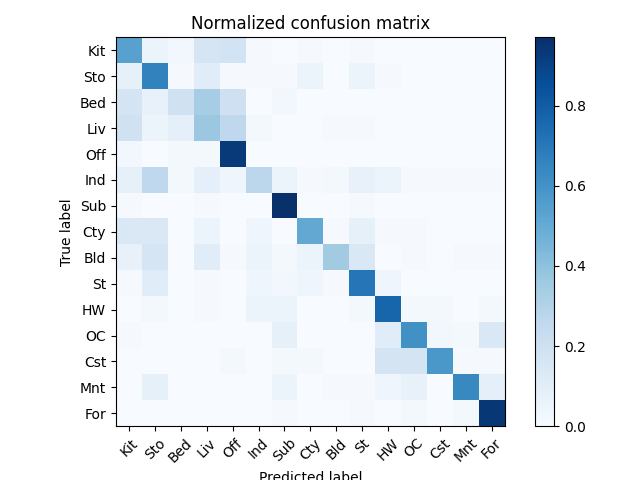 Normalized confusion matrix
True label
Kit
Sto
Bed
Liv
Off
Ind
Sub
Cty
Bld
St
HW
OC
Cst
Mnt
For
Kit Sto Bed Liv Off Ind Sub Cty Bld St HW OC Cst Mnt For
Predicted label
0.8
0.6
0.4
0.2
0.0